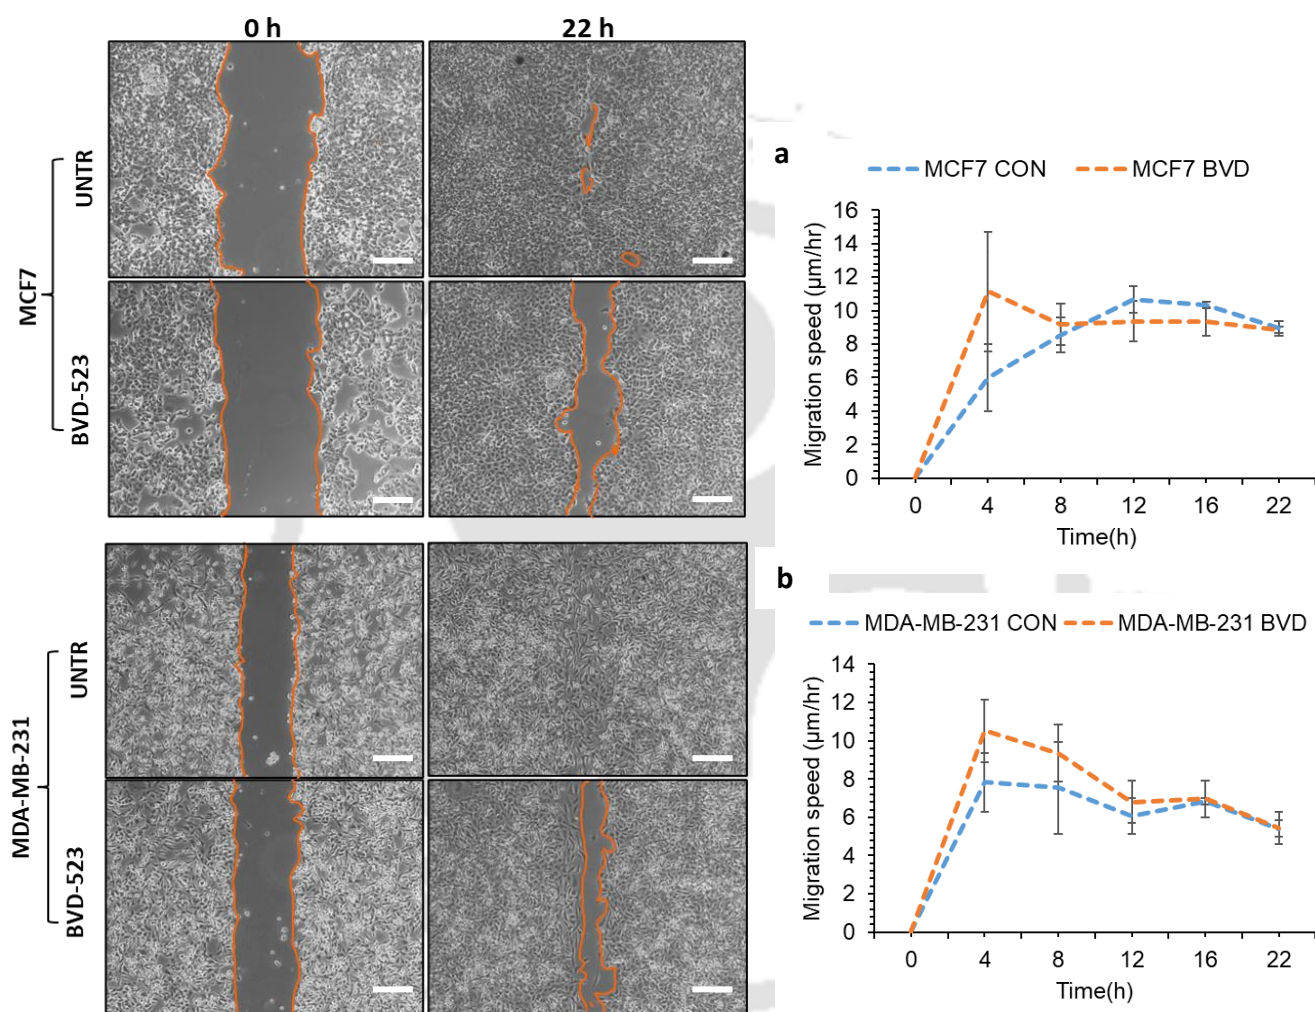 0 h
22 h
MCF7
UNTR
BVD-523
MDA-MB-231
UNTR
BVD-523
a
MCF7 CON
MCF7 BVD
Migration speed (µm/hr)
16
14
12
10
8
6
4
2
0
0 4 8 12 16 22
Time(h)
b
MDA-MB-231 CON
MDA-MB-231 BVD
Migration speed (µm/hr)
14
12
10
8
6
4
2
0
0 4 8 12 16 22
Time(h)